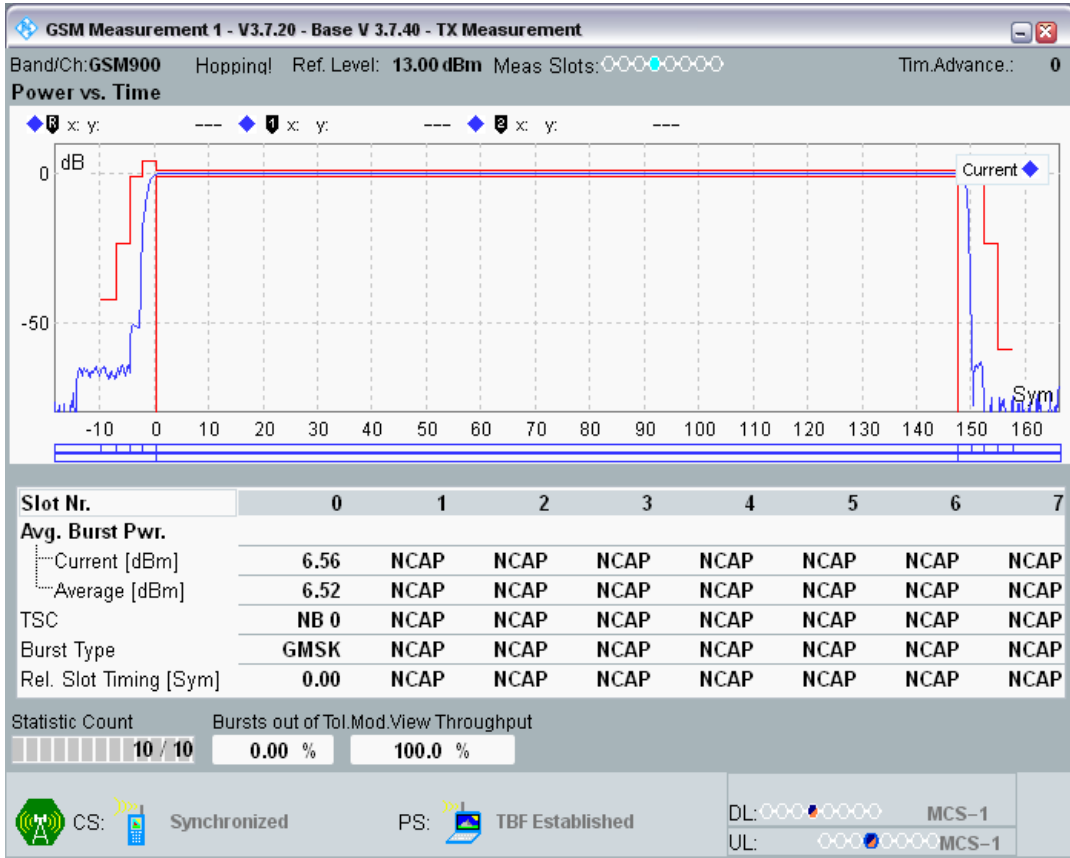 GSM Measurement 1 - V3.7.20 - Base V 3.7.40 - TX Measurement
Band/Ch:GSM900 Hopping! Ref. Level: 13.00 dBm Meas Slots: Tim.Advance.: 0
Power vs. Time
R x: y: --- 1 x: y: --- 2 x: y: ---
dB
Current
0
-50
Sym
-10 0 10 20 30 40 50 60 70 80 90 100 110 120 130 140 150 160
Slot Nr. 0 1 2 3 4 5 6 7
Avg. Burst Pwr.
Current [dBm] 6.56 NCAP NCAP NCAP NCAP NCAP NCAP NCAP
Average [dBm] 6.52 NCAP NCAP NCAP NCAP NCAP NCAP NCAP
TSC NB 0 NCAP NCAP NCAP NCAP NCAP NCAP NCAP
Burst Type GMSK NCAP NCAP NCAP NCAP NCAP NCAP NCAP
Rel. Slot Timing [Sym] 0.00 NCAP NCAP NCAP NCAP NCAP NCAP NCAP
Statistic Count Bursts out of Tol.Mod.View Throughput
10 / 10 0.00 % 100.0 %
CS: Synchronized PS: TBF Established DL: MCS-1
UL: MCS-1